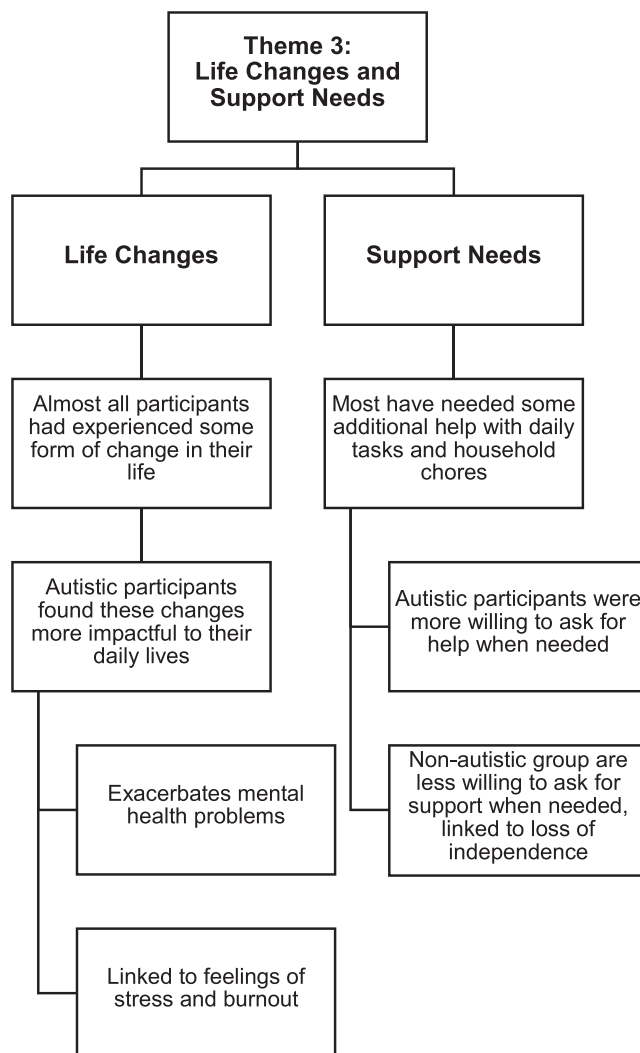 Theme 3:
Life Changes and
Support Needs
Life Changes
Support Needs
Almost all participants
had experienced some
form of change in their
life
Most have needed some
additional help with daily
tasks and household
chores
Autistic participants
found these changes
more impactful to their
daily lives
Autistic participants were
more willing to ask for
help when needed
Exacerbates mental
health problems
Non-autistic group are
less willing to ask for
support when needed,
linked to loss of
independence
Linked to feelings of
stress and burnout